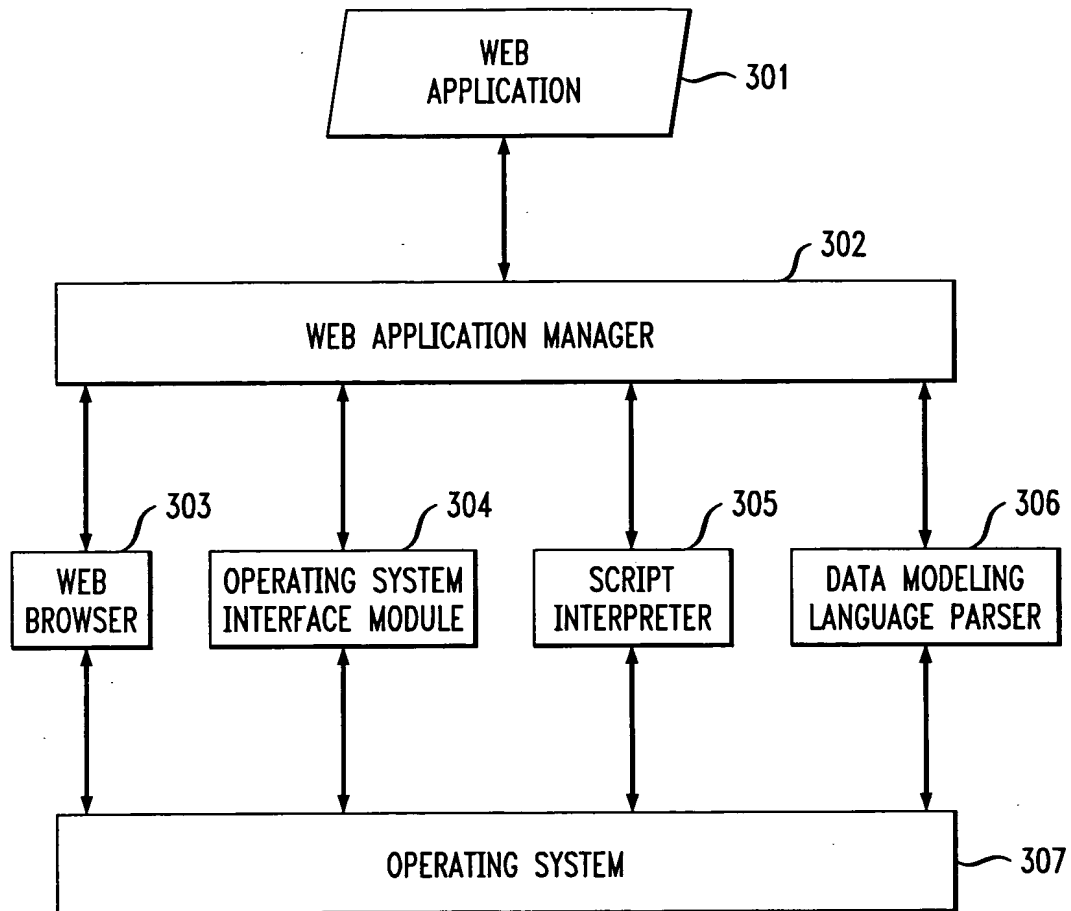 WEB
APPLICATION
301
302
WEB APPLICATION MANAGER
303
304
305
306
WEB
BROWSER
OPERATING SYSTEM
INTERFACE MODULE
SCRIPT
INTERPRETER
DATA MODELING
LANGUAGE PARSER
OPERATING SYSTEM
307